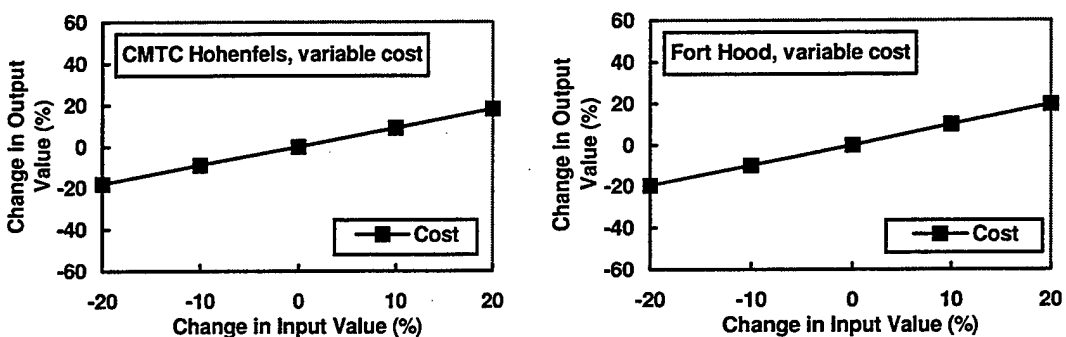 60
40
20
0
-20
-40
-60
Change in Output
Value (%)
CMTC Hohenfels, variable cost
Cost
-20 -10 0 10 20
Change in Input Value (%)
60
40
20
0
-20
-40
-60
Change in Output
Value (%)
Fort Hood, variable cost
Cost
-20 -10 0 10 20
Change in Input Value (%)